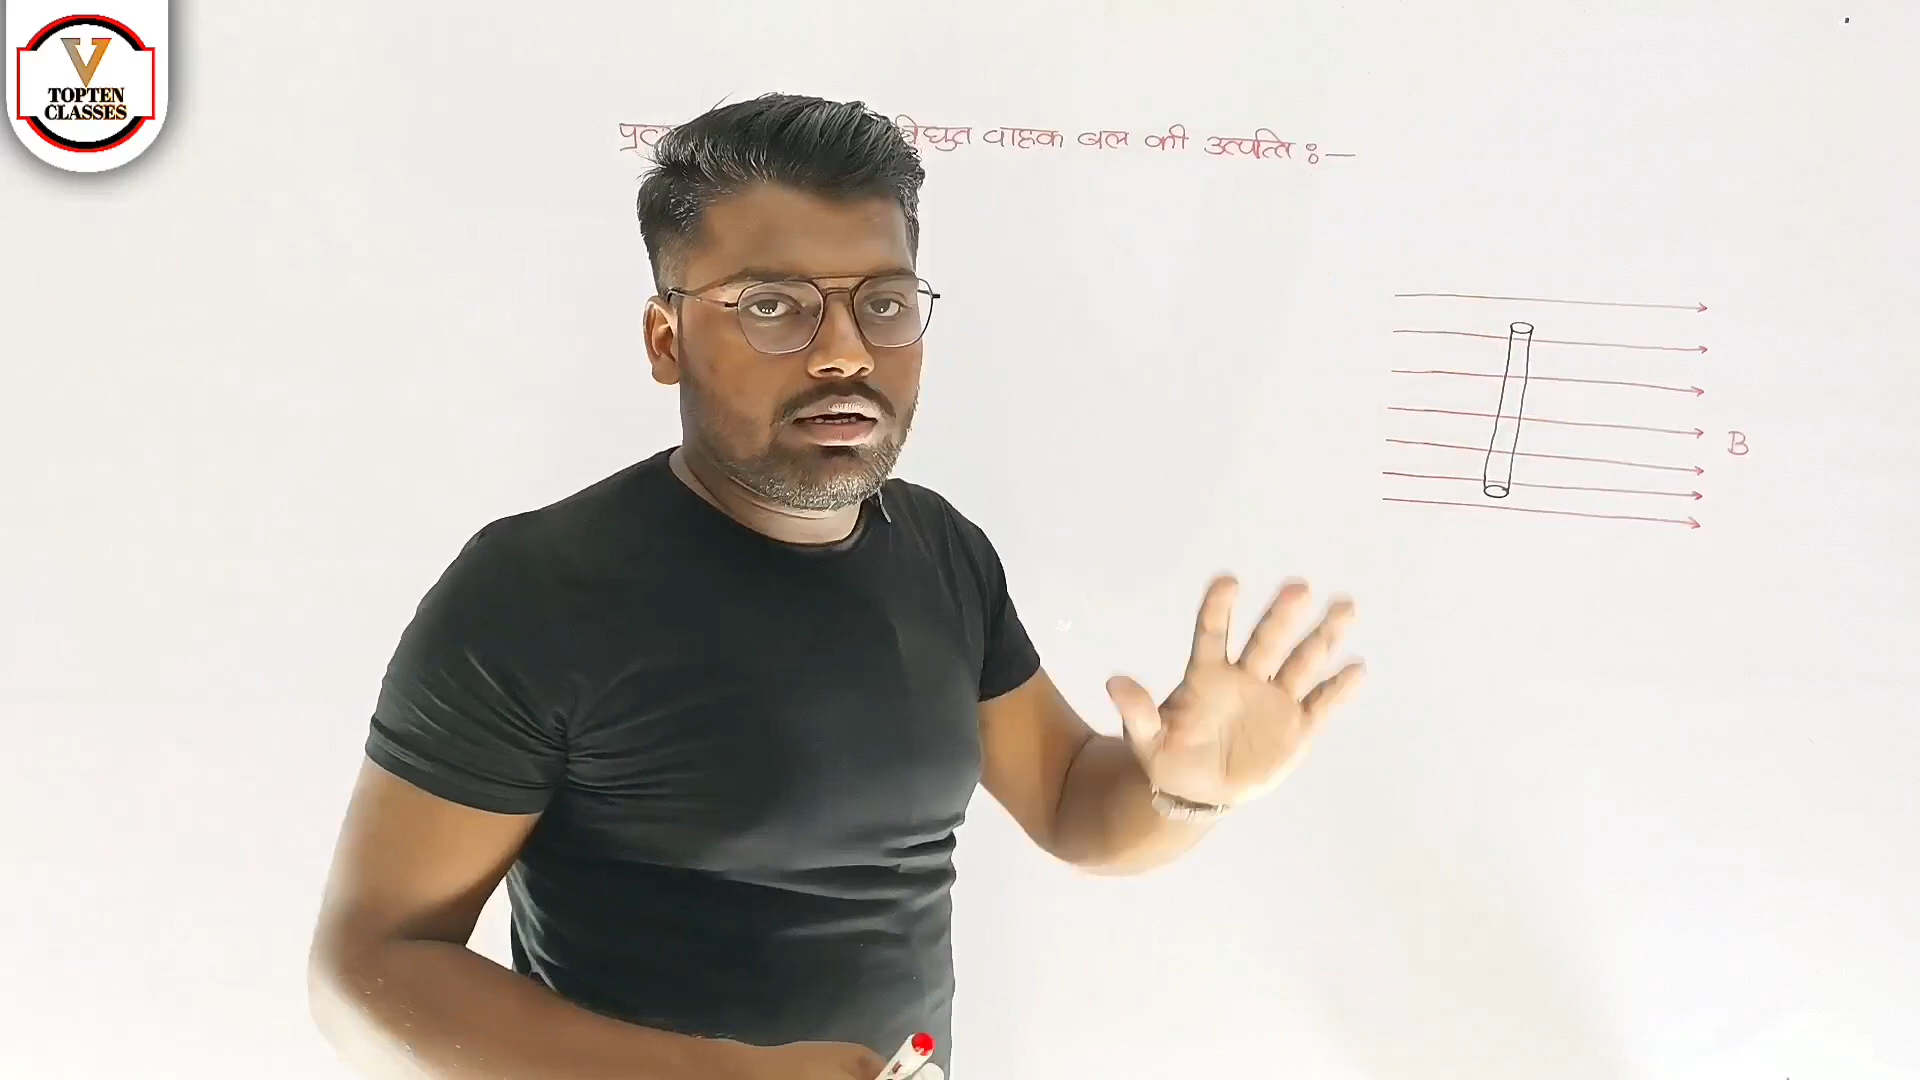 V
TOPTEN
CLASSES
विद्युत वाहक बल की उत्पत्ति :—
B